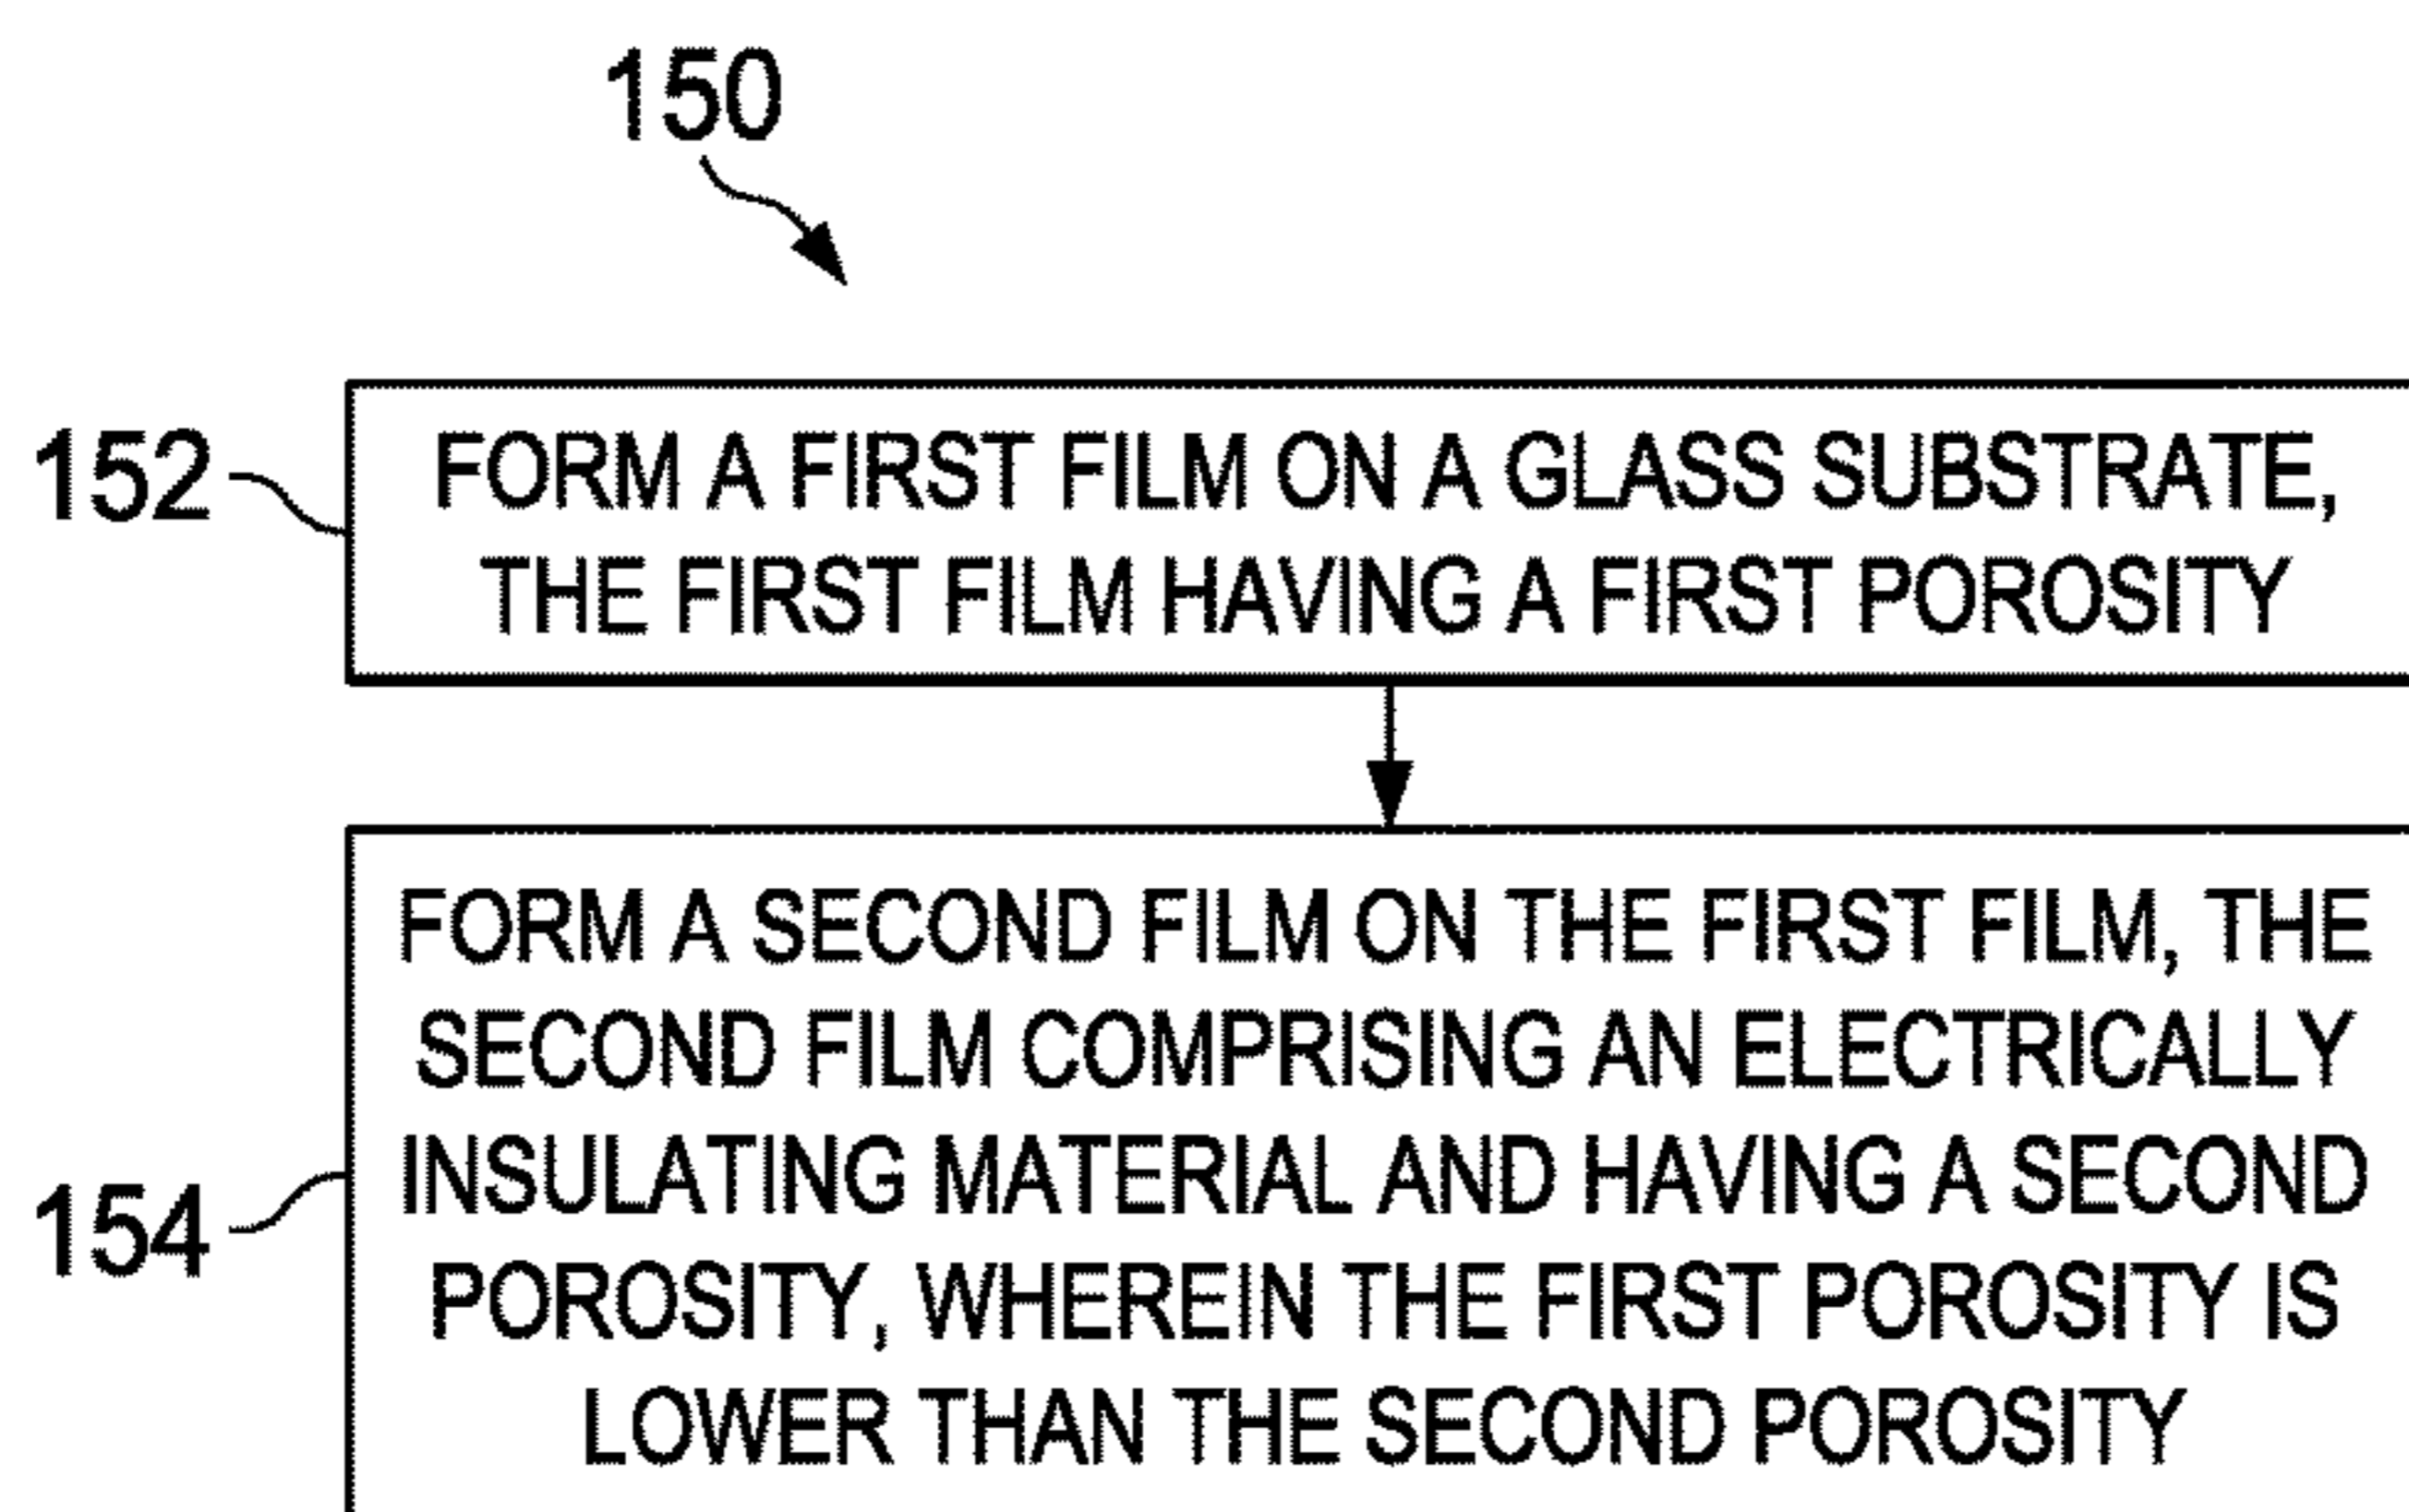 150
152
FORM A FIRST FILM ON A GLASS SUBSTRATE,
THE FIRST FILM HAVING A FIRST POROSITY
154
FORM A SECOND FILM ON THE FIRST FILM, THE
SECOND FILM COMPRISING AN ELECTRICALLY
INSULATING MATERIAL AND HAVING A SECOND
POROSITY, WHEREIN THE FIRST POROSITY IS
LOWER THAN THE SECOND POROSITY